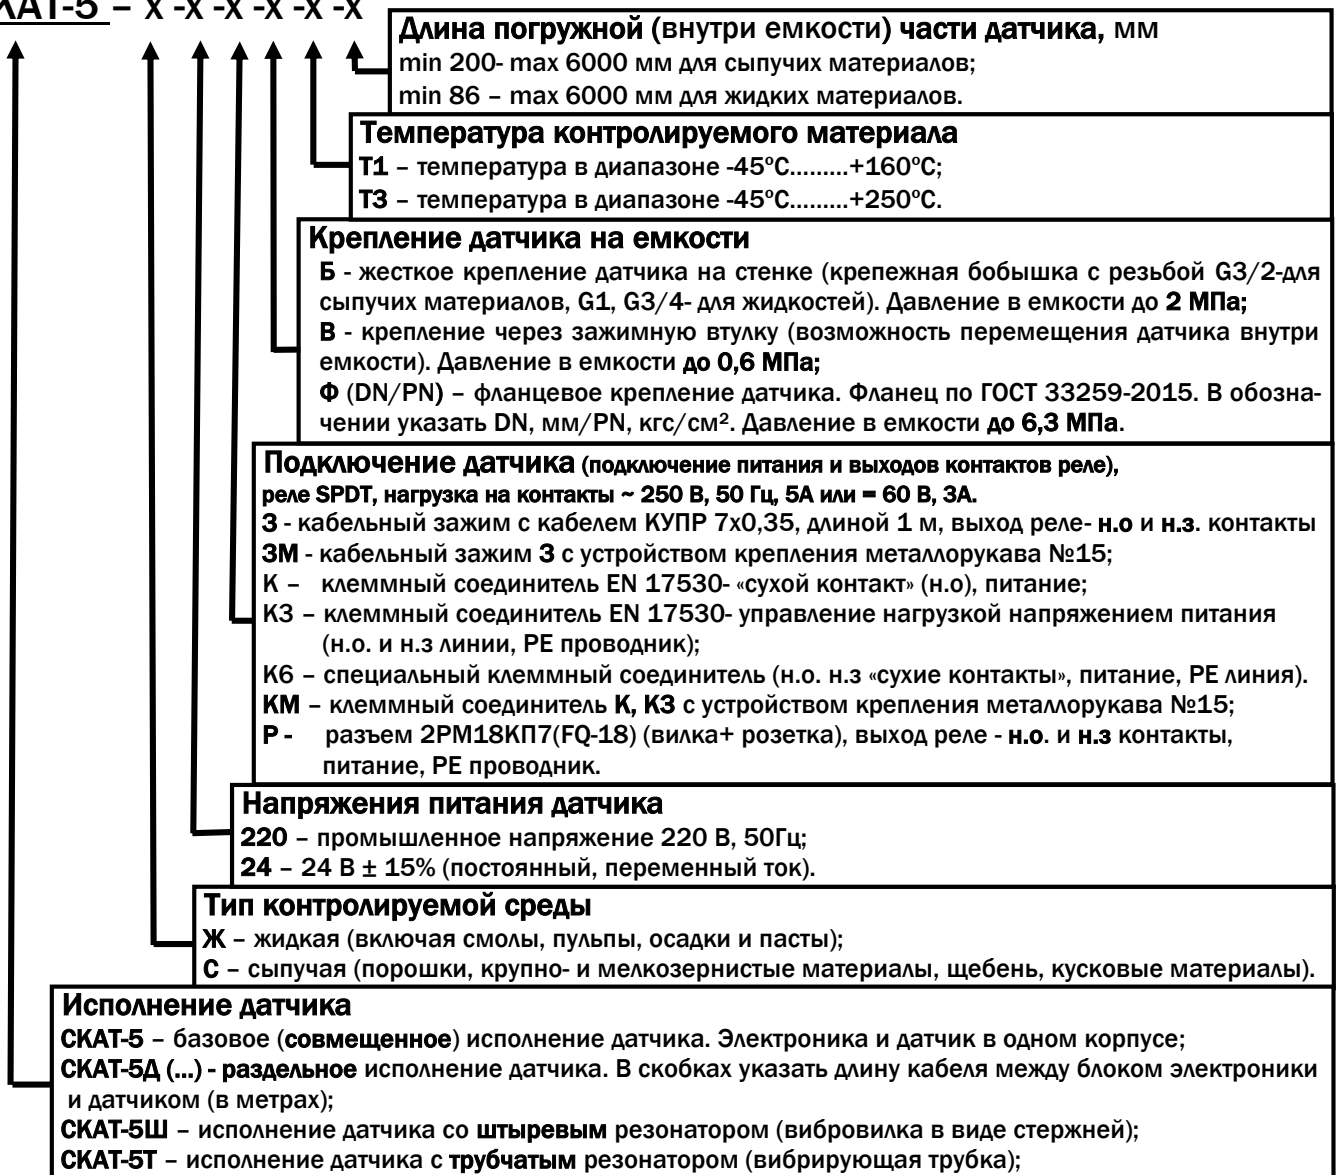 КАТ-5 – х -х -х -х -х -х
Длина погружной (внутри емкости) части датчика, мм
min 200- max 6000 мм для сыпучих материалов;
min 86 – max 6000 мм для жидких материалов.
Температура контролируемого материала
Т1 – температура в диапазоне -45ºС.........+160ºС;
Т3 – температура в диапазоне -45ºС.........+250ºС.
Крепление датчика на емкости
Б - жесткое крепление датчика на стенке (крепежная бобышка с резьбой G3/2-для
сыпучих материалов, G1, G3/4- для жидкостей). Давление в емкости до 2 МПа;
В - крепление через зажимную втулку (возможность перемещения датчика внутри
емкости). Давление в емкости до 0,6 МПа;
Ф (DN/PN) – фланцевое крепление датчика. Фланец по ГОСТ 33259-2015. В обозна-
чении указать DN, мм/PN, кгс/см². Давление в емкости до 6,3 МПа.
Подключение датчика (подключение питания и выходов контактов реле),
реле SPDT, нагрузка на контакты ~ 250 В, 50 Гц, 5А или = 60 В, 3А.
З - кабельный зажим с кабелем КУПР 7х0,35, длиной 1 м, выход реле- н.о и н.з. контакты
ЗМ - кабельный зажим З с устройством крепления металлорукава №15;
К – клеммный соединитель EN 17530- «сухой контакт» (н.о), питание;
К3 – клеммный соединитель EN 17530- управление нагрузкой напряжением питания
(н.о. и н.з линии, РЕ проводник);
К6 – специальный клеммный соединитель (н.о. н.з «сухие контакты», питание, РЕ линия).
КМ – клеммный соединитель К, К3 с устройством крепления металлорукава №15;
Р - разъем 2РМ18КП7(FQ-18) (вилка+ розетка), выход реле - н.о. и н.з контакты,
питание, РЕ проводник.
Напряжения питания датчика
220 – промышленное напряжение 220 В, 50Гц;
24 – 24 В ± 15% (постоянный, переменный ток).
Тип контролируемой среды
Ж – жидкая (включая смолы, пульпы, осадки и пасты);
С – сыпучая (порошки, крупно- и мелкозернистые материалы, щебень, кусковые материалы).
Исполнение датчика
СКАТ-5 – базовое (совмещенное) исполнение датчика. Электроника и датчик в одном корпусе;
СКАТ-5Д (...) - раздельное исполнение датчика. В скобках указать длину кабеля между блоком электроники
и датчиком (в метрах);
СКАТ-5Ш – исполнение датчика со штыревым резонатором (вибровилка в виде стержней);
СКАТ-5Т – исполнение датчика с трубчатым резонатором (вибрирующая трубка);